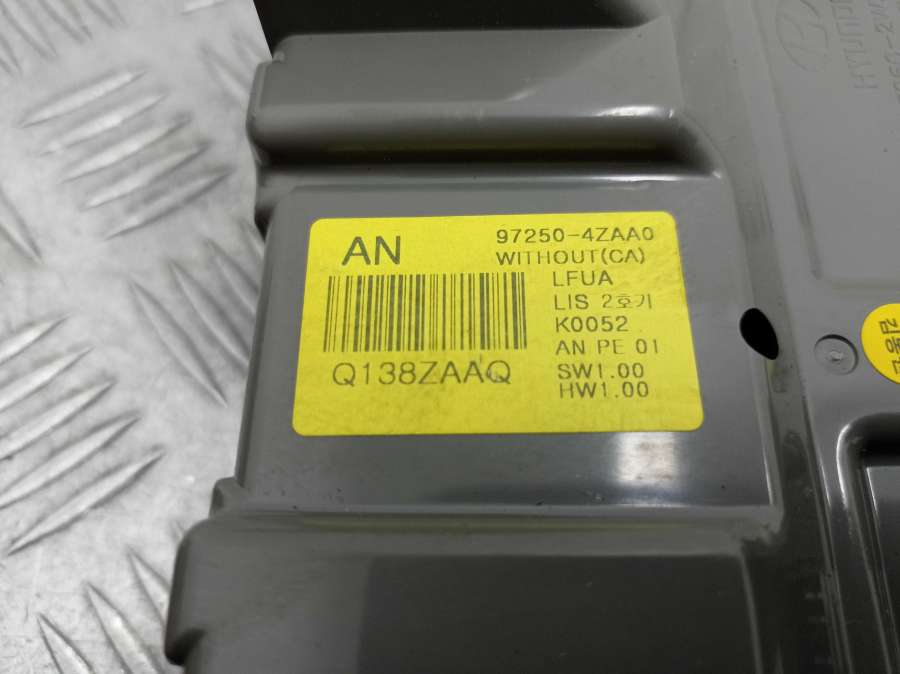 AN
97250-4ZAA0
WITHOUT(CA)
LFUA
LIS 2호기
K0052
AN PE 01
SW1.00
HW1.00
Q138ZAAQ